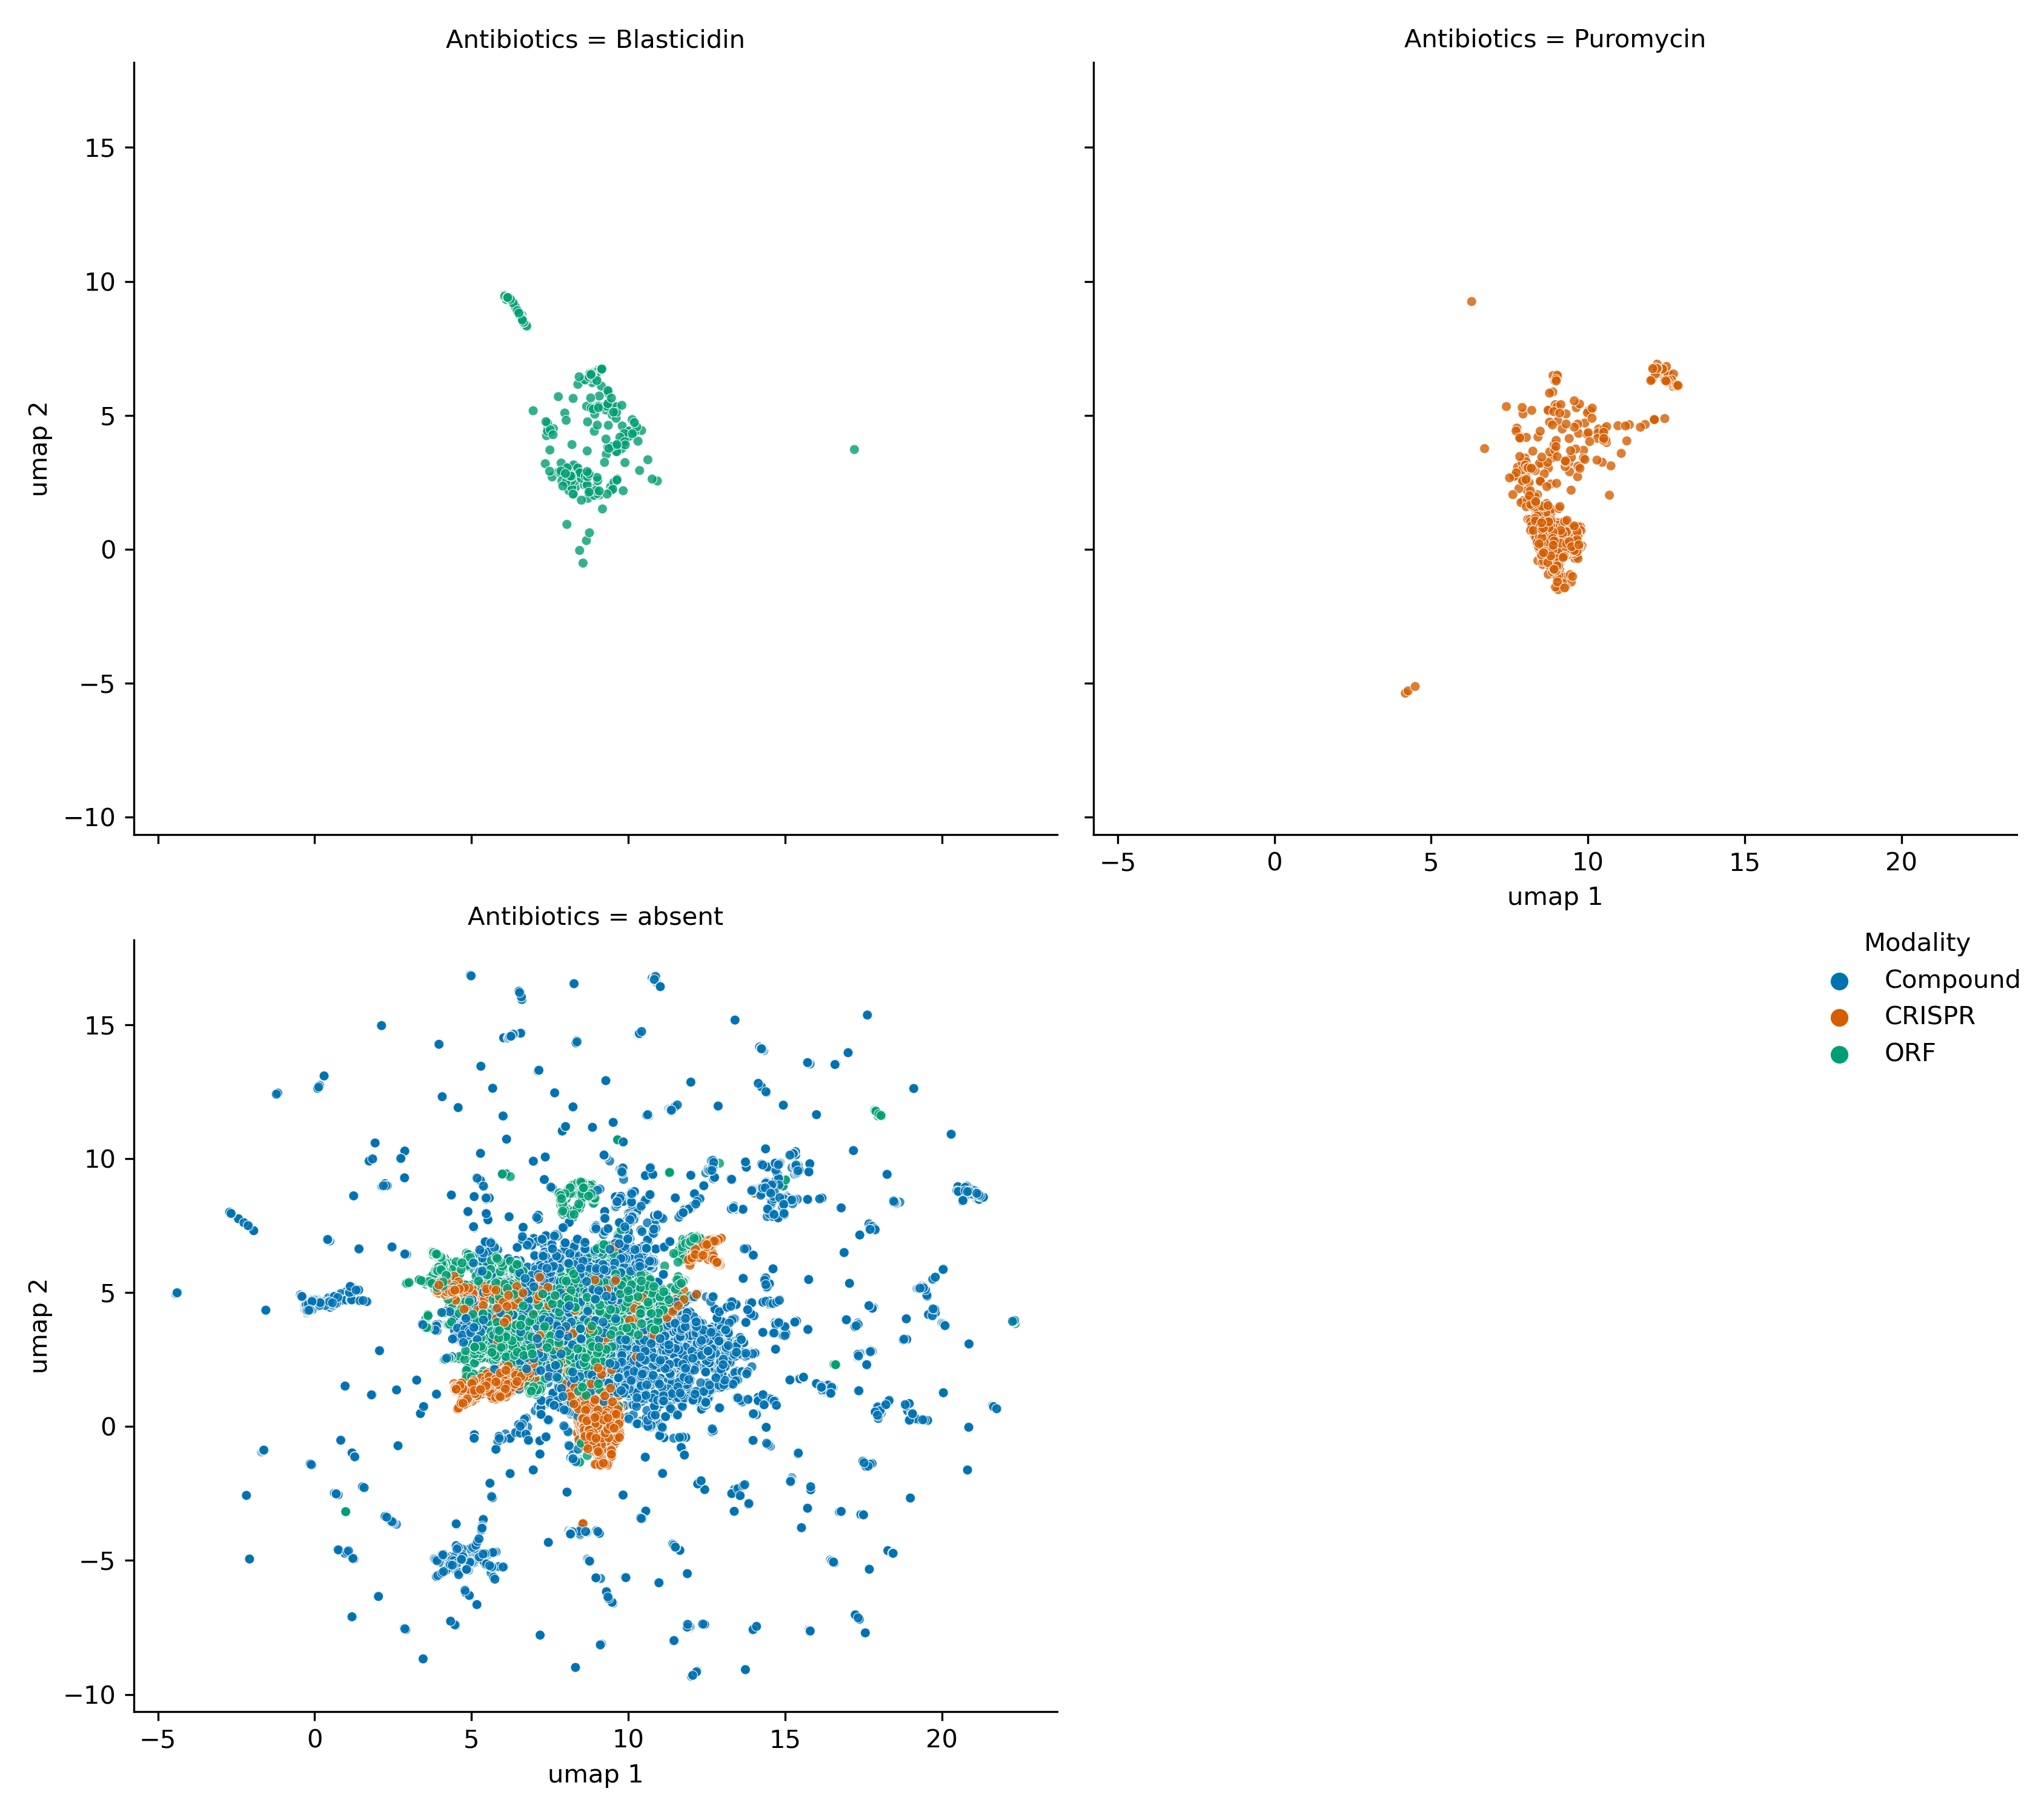 Antibiotics = Blasticidin
15
10
5
0
−5
−10
umap 2
Antibiotics = Puromycin
−5 0 5 10 15 20
umap 1
Antibiotics = absent
15
10
5
0
−5
−10
umap 2
−5 0 5 10 15 20
umap 1
Modality
Compound
CRISPR
ORF